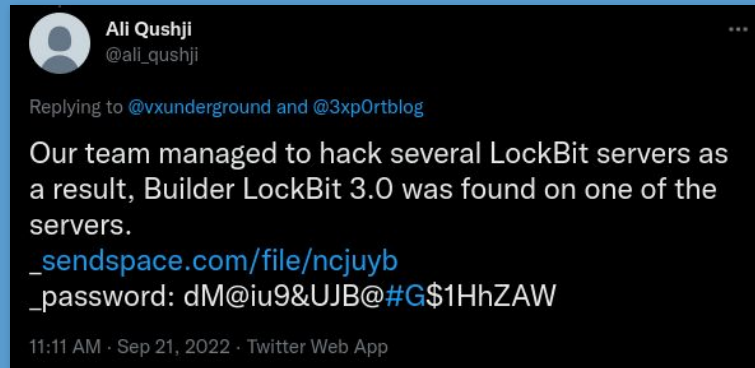 Ali Qushji
@ali_qushji
Replying to @vxunderground and @3xp0rtblog
Our team managed to hack several LockBit servers as
a result, Builder LockBit 3.0 was found on one of the
servers.
_sendspace.com/file/ncjuyb
_password: dM@iu9&UJB@#G$1HhZAW
11:11 AM · Sep 21, 2022 · Twitter Web App